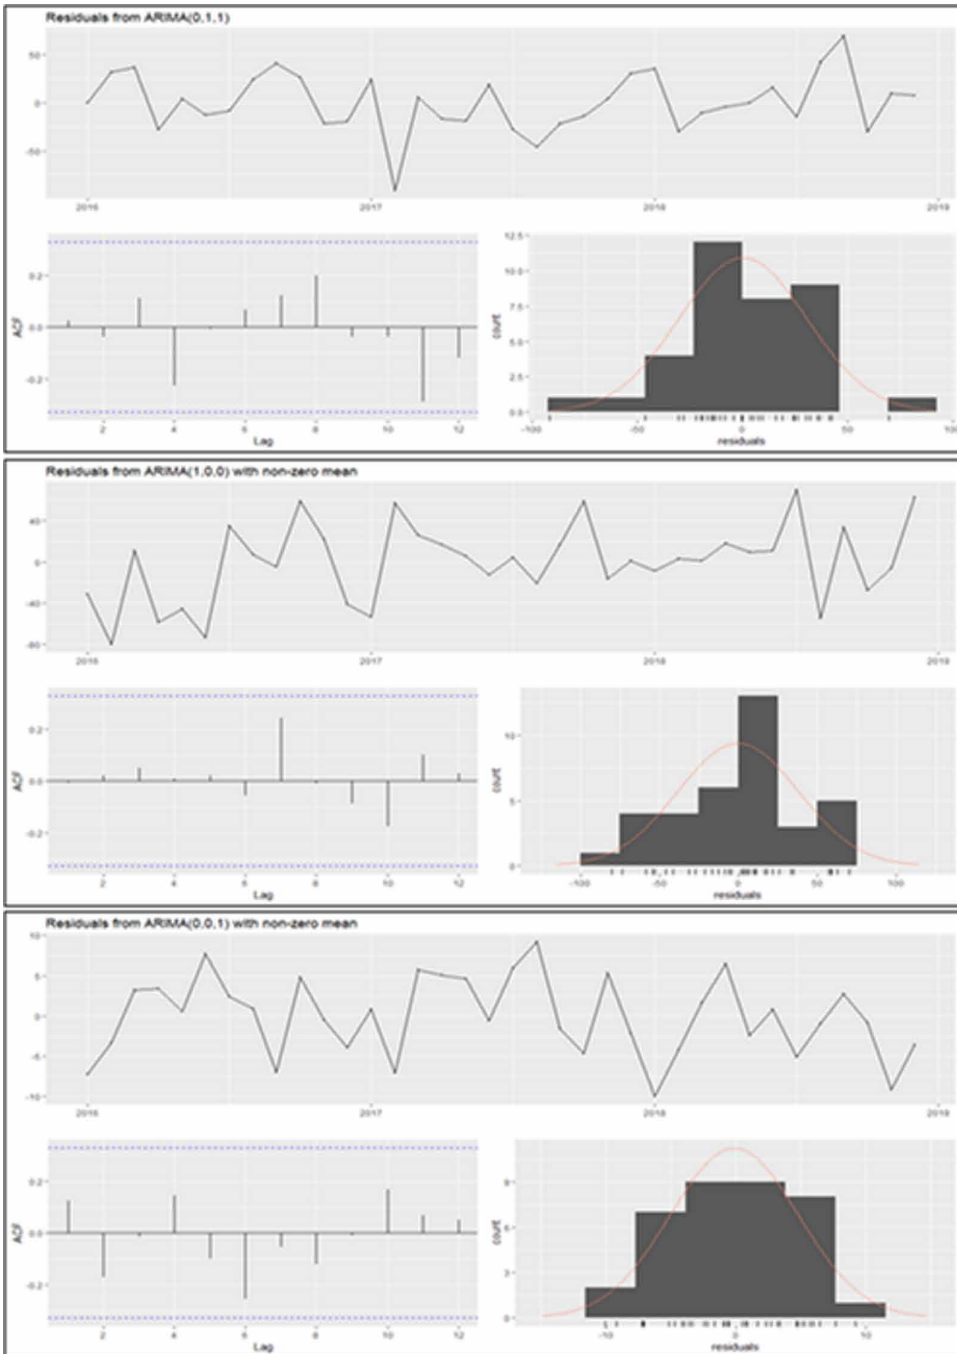 Residuals from ARIMA(0,1,1)
50
0
-50
2016 2017 2018 2019
0.2
0.0
-0.2
ACF
2 4 6 8 10 12
Lag
12.5
10.0
7.5
5.0
2.5
0.0
count
-100 -50 0 50 100
residuals
Residuals from ARIMA(1,0,0) with non-zero mean
40
0
-40
-80
2016 2017 2018 2019
0.2
0.0
-0.2
ACF
2 4 6 8 10 12
Lag
10
5
0
count
-100 -50 0 50 100
residuals
Residuals from ARIMA(0,0,1) with non-zero mean
10
5
0
-5
-10
2016 2017 2018 2019
0.2
0.0
-0.2
ACF
2 4 6 8 10 12
Lag
9
6
3
0
count
-10 0 10
residuals